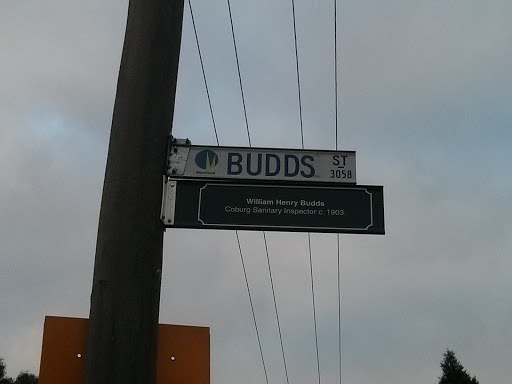 BUDDS ST
3058
William Henry Budds
Coburg Sanitary Inspector c. 1903